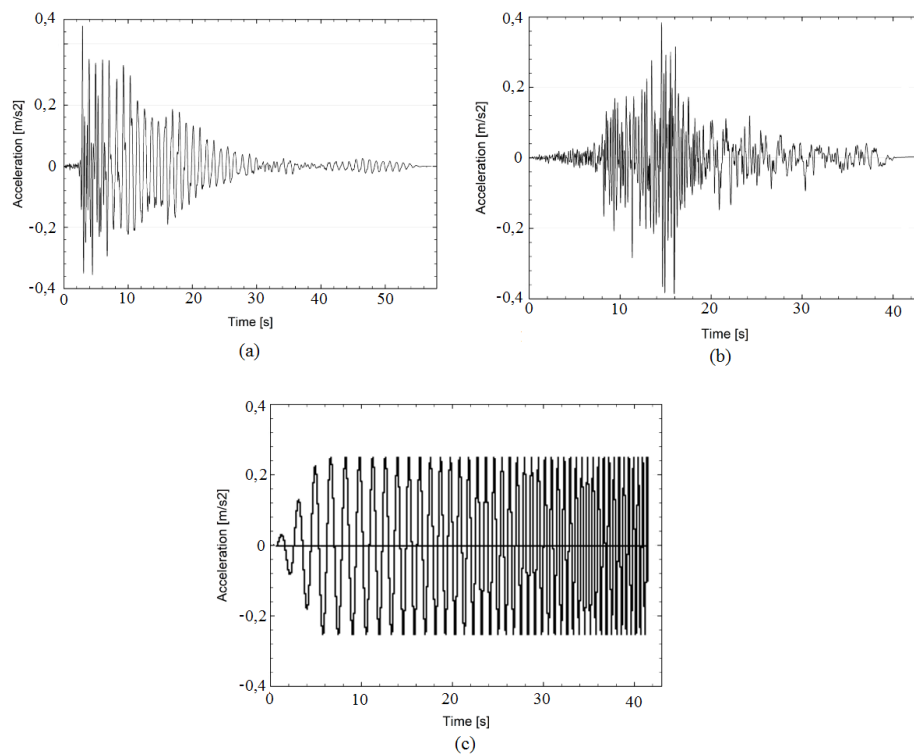 0,4
0,2
0
-0,2
-0,4
Acceleration [m/s2]
0 10 20 30 40 50
Time [s]
(a)
0,4
0,2
0
-0,2
-0,4
Acceleration [m/s2]
0 10 20 30 40
Time [s]
(b)
0,4
0,2
0
-0,2
-0,4
Acceleration [m/s2]
0 10 20 30 40
Time [s]
(c)